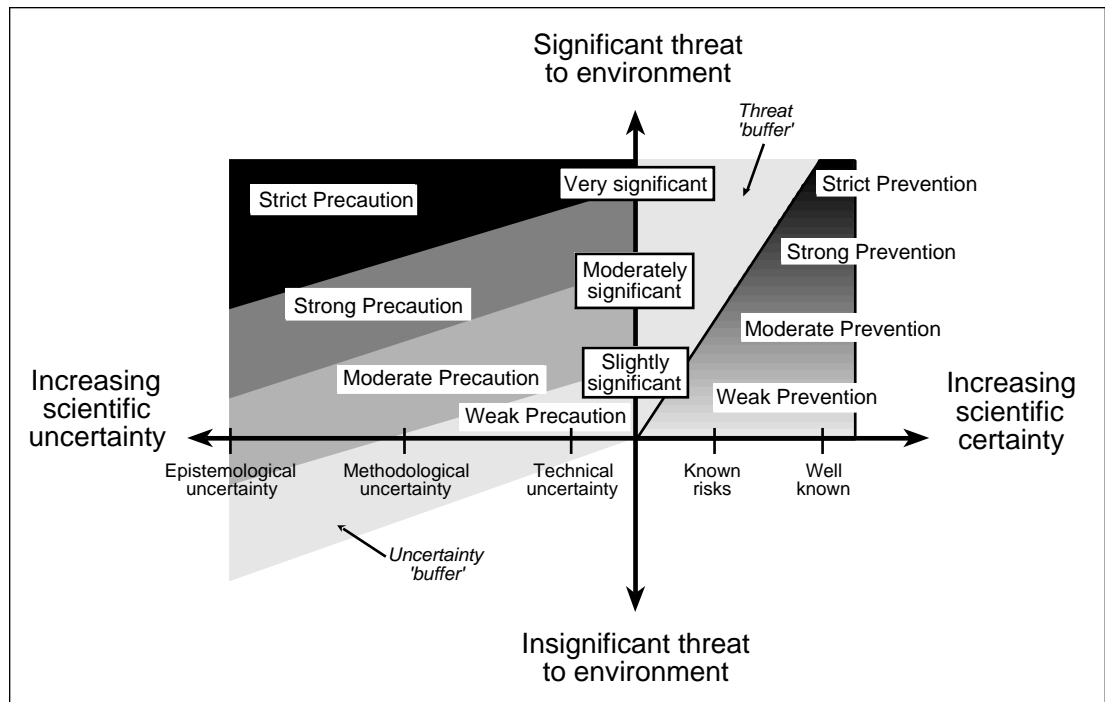 Significant threat
to environment
Threat
'buffer'
Very significant
Strict Prevention
Strict Precaution
Strong Prevention
Moderately
significant
Strong Precaution
Moderate Prevention
Slightly
significant
Moderate Precaution
Weak Prevention
Weak Precaution
Increasing
scientific
uncertainty
Increasing
scientific
certainty
Epistemological
uncertainty
Methodological
uncertainty
Technical
uncertainty
Known
risks
Well
known
Uncertainty
'buffer'
Insignificant threat
to environment